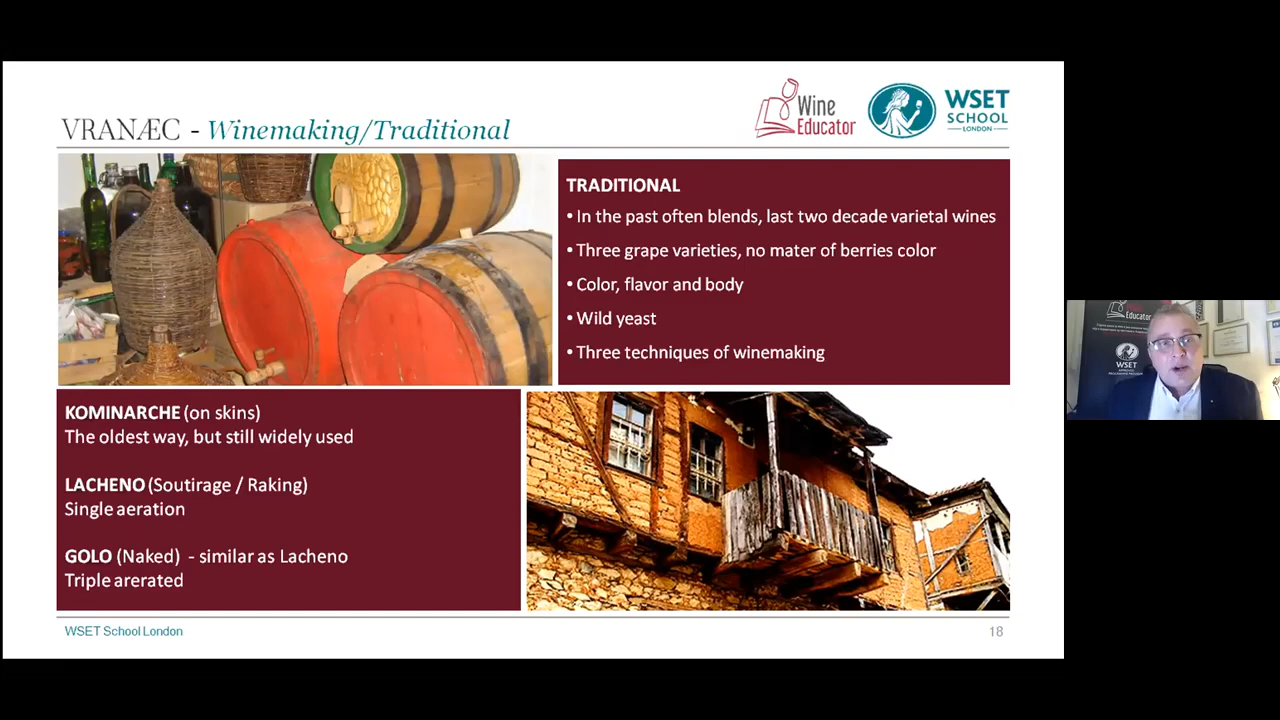 VRANÆC - Winemaking/Traditional
Wine
Educator
WSET
SCHOOL
LONDON
TRADITIONAL
• In the past often blends, last two decade varietal wines
• Three grape varieties, no mater of berries color
• Color, flavor and body
• Wild yeast
• Three techniques of winemaking
KOMINARCHE (on skins)
The oldest way, but still widely used
LACHENO (Soutirage / Raking)
Single aeration
GOLO (Naked) - similar as Lacheno
Triple arerated
WSET School London
18
Educator
WSET